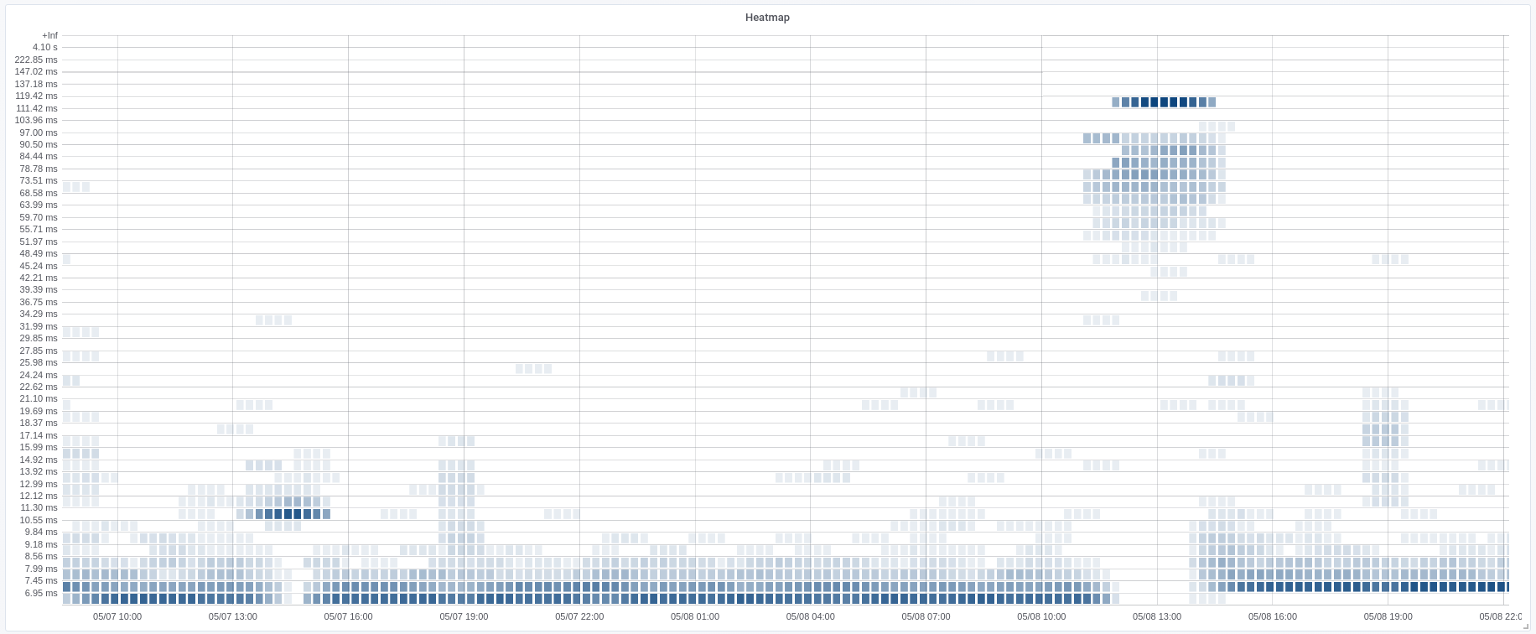 Heatmap
+Inf
4.10 s
222.85 ms
147.02 ms
137.18 ms
119.42 ms
111.42 ms
103.96 ms
97.00 ms
90.50 ms
84.44 ms
78.78 ms
73.51 ms
68.58 ms
63.99 ms
59.70 ms
55.71 ms
51.97 ms
48.49 ms
45.24 ms
42.21 ms
39.39 ms
36.75 ms
34.29 ms
31.99 ms
29.85 ms
27.85 ms
25.98 ms
24.24 ms
22.62 ms
21.10 ms
19.69 ms
18.37 ms
17.14 ms
15.99 ms
14.92 ms
13.92 ms
12.99 ms
12.12 ms
11.30 ms
10.55 ms
9.84 ms
9.18 ms
8.56 ms
7.99 ms
7.45 ms
6.95 ms
05/07 10:00 05/07 13:00 05/07 16:00 05/07 19:00 05/07 22:00 05/08 01:00 05/08 04:00 05/08 07:00 05/08 10:00 05/08 13:00 05/08 16:00 05/08 19:00 05/08 22:0